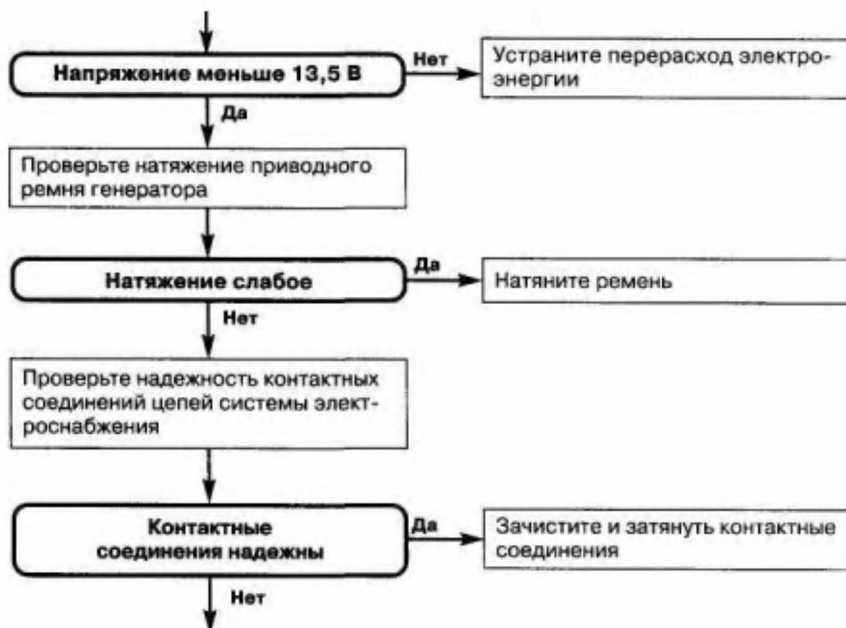 Напряжение меньше 13,5 В
Нет
Устраните перерасход электро-
энергии
Да
Проверьте натяжение приводного
ремня генератора
Натяжение слабое
Да
Натяните ремень
Нет
Проверьте надежность контактных
соединений цепей системы элект-
роснабжения
Контактные
соединения надежны
Да
Зачистите и затянуть контактные
соединения
Нет